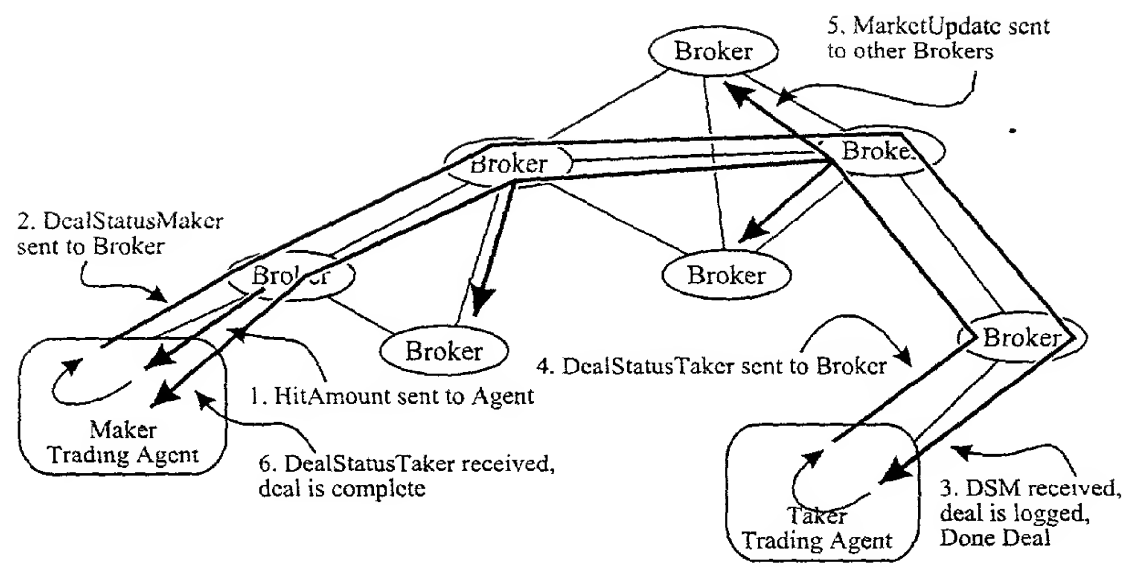 5. MarketUpdate sent
to other Brokers
Broker
Broker
Broker
2. DealStatusMaker
sent to Broker
Broker
Broker
Broker
Broker
4. DealStatusTaker sent to Broker
1. HitAmount sent to Agent
Maker
Trading Agent
6. DealStatusTaker received,
deal is complete
3. DSM received,
deal is logged,
Done Deal
Taker
Trading Agent